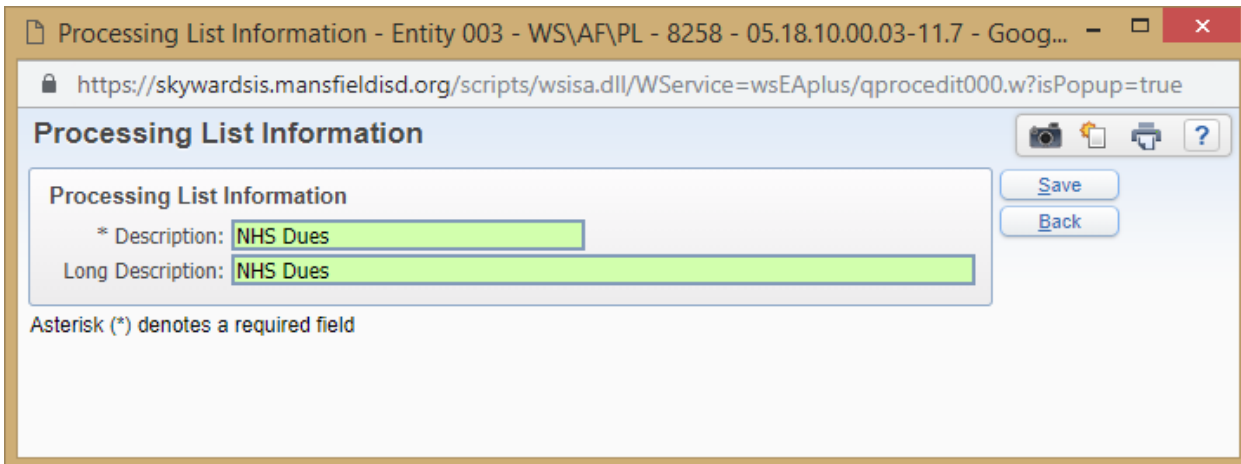 Processing List Information - Entity 003 - WS\AF\PL - 8258 - 05.18.10.00.03-11.7 - Goog...
https://skywardsis.mansfieldisd.org/scripts/wsisa.dll/WService=wsEAplus/qprocedit000.w?isPopup=true
Processing List Information
?
Processing List Information
Save
* Description: NHS Dues
Back
Long Description: NHS Dues
Asterisk (*) denotes a required field